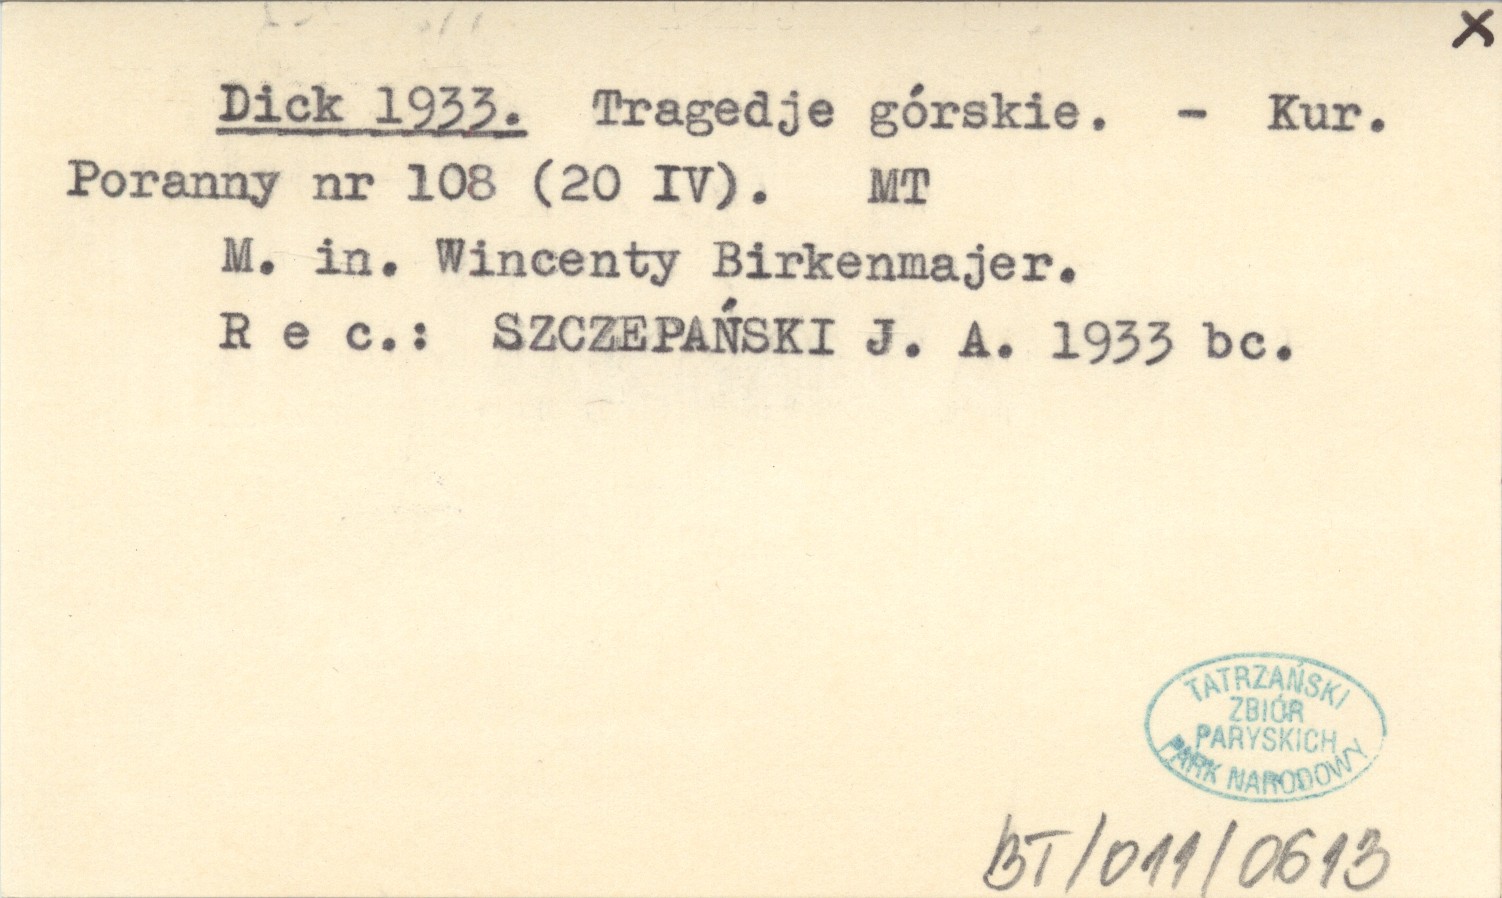 x
Dick 1933. Tragedje górskie. - Kur.
Poranny nr 108 (20 IV). MT
M. in. Wincenty Birkenmajer.
R e c.: SZCZEPAŃSKI J. A. 1933 bc.
TATRZAŃSKI
ZBIÓR
PARYSKICH
PARK NARODOWY
BT/011/0613